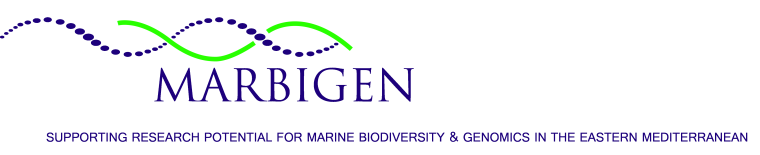 MARBIGEN
SUPPORTING RESEARCH POTENTIAL FOR MARINE BIODIVERSITY & GENOMICS IN THE EASTERN MEDITERRANEAN